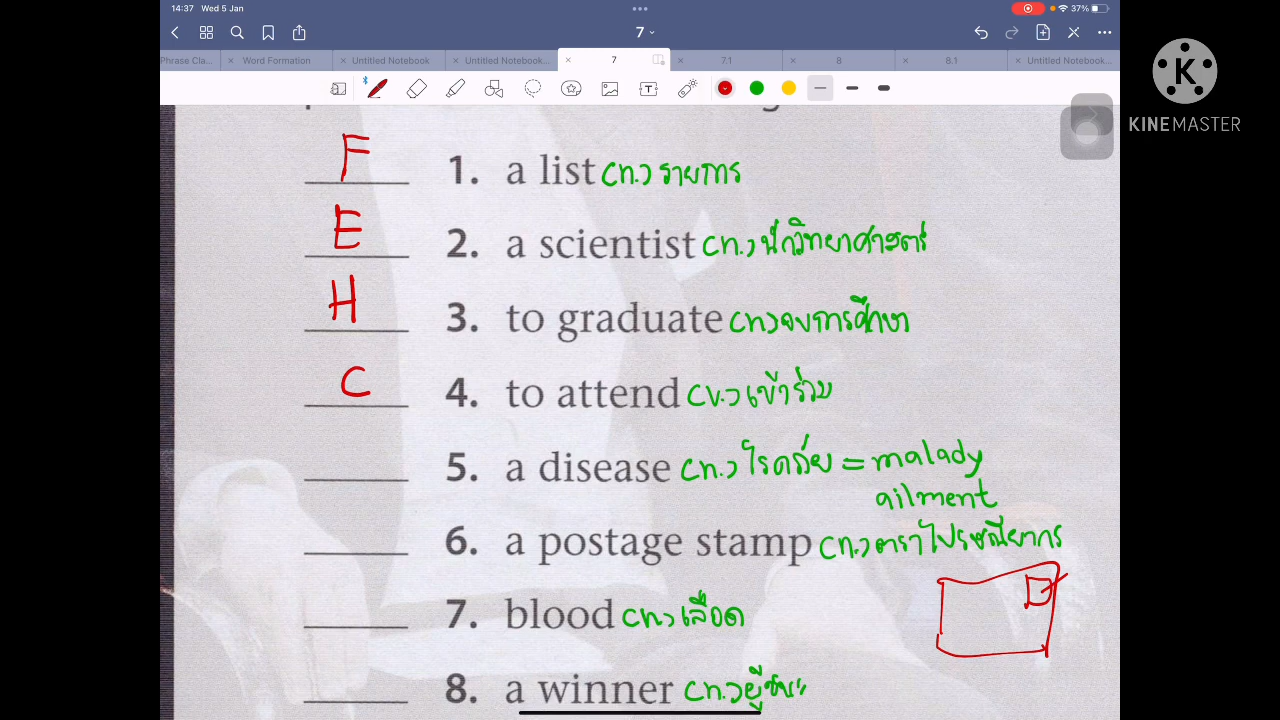 14:37 Wed 5 Jan
37%
7
Phrase Cla...
Word Formation
Untitled Notebook
Untitled Notebook...
7
7.1
8
8.1
Untitled Notebook...
KINEMASTER
F 1. a list (n.) รายการ
E 2. a scientist (n.) นักวิทยาศาสตร์
H 3. to graduate (n.) จบการศึกษา
C 4. to attend (v.) เข้าร่วม
5. a disease (n.) โรคภัย = malady
ailment
6. a postage stamp (n.) ตราไปรษณียากร
7. blood (n.) เลือด
8. a winner (n.)